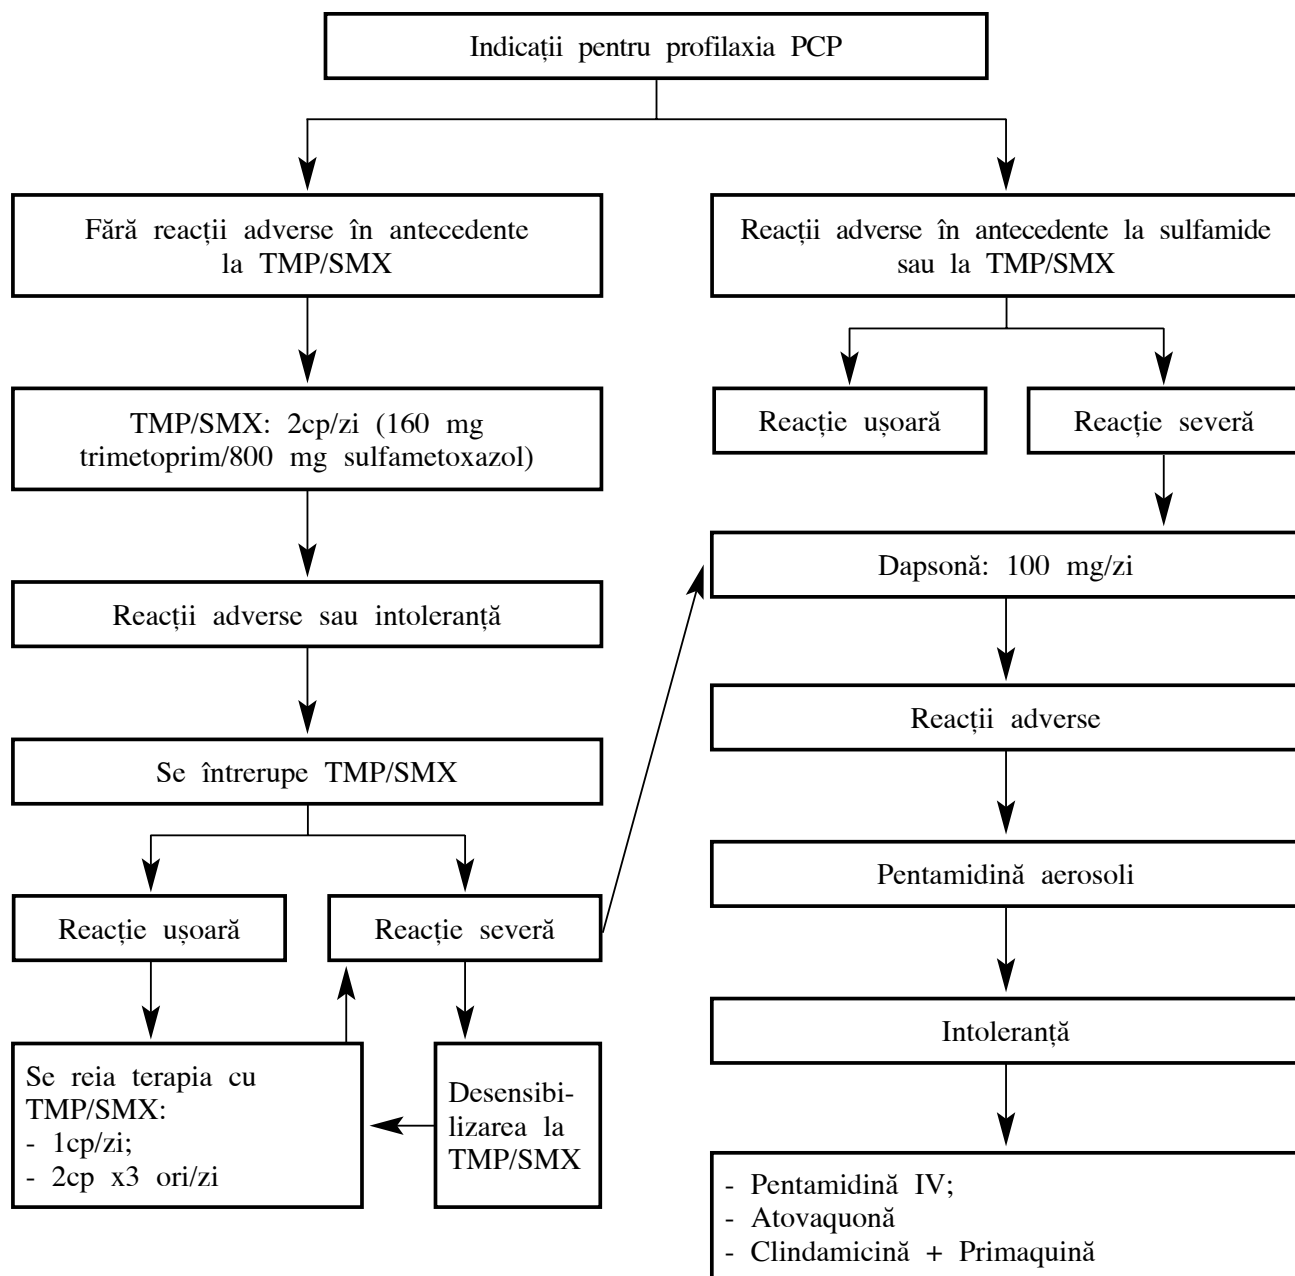 Indicații pentru profilaxia PCP
Fără reacții adverse în antecedente
la TMP/SMX
Reacții adverse în antecedente la sulfamide
sau la TMP/SMX
Reacție ușoară
Reacție severă
TMP/SMX: 2cp/zi (160 mg
trimetoprim/800 mg sulfametoxazol)
Dapsonă: 100 mg/zi
Reacții adverse sau intoleranță
Reacții adverse
Se întrerupe TMP/SMX
Pentamidină aerosoli
Reacție ușoară
Reacție severă
Intoleranță
Se reia terapia cu
TMP/SMX:
- 1cp/zi;
- 2cp x3 ori/zi
Desensibi-
lizarea la
TMP/SMX
- Pentamidină IV;
- Atovaquonă
- Clindamicină + Primaquină